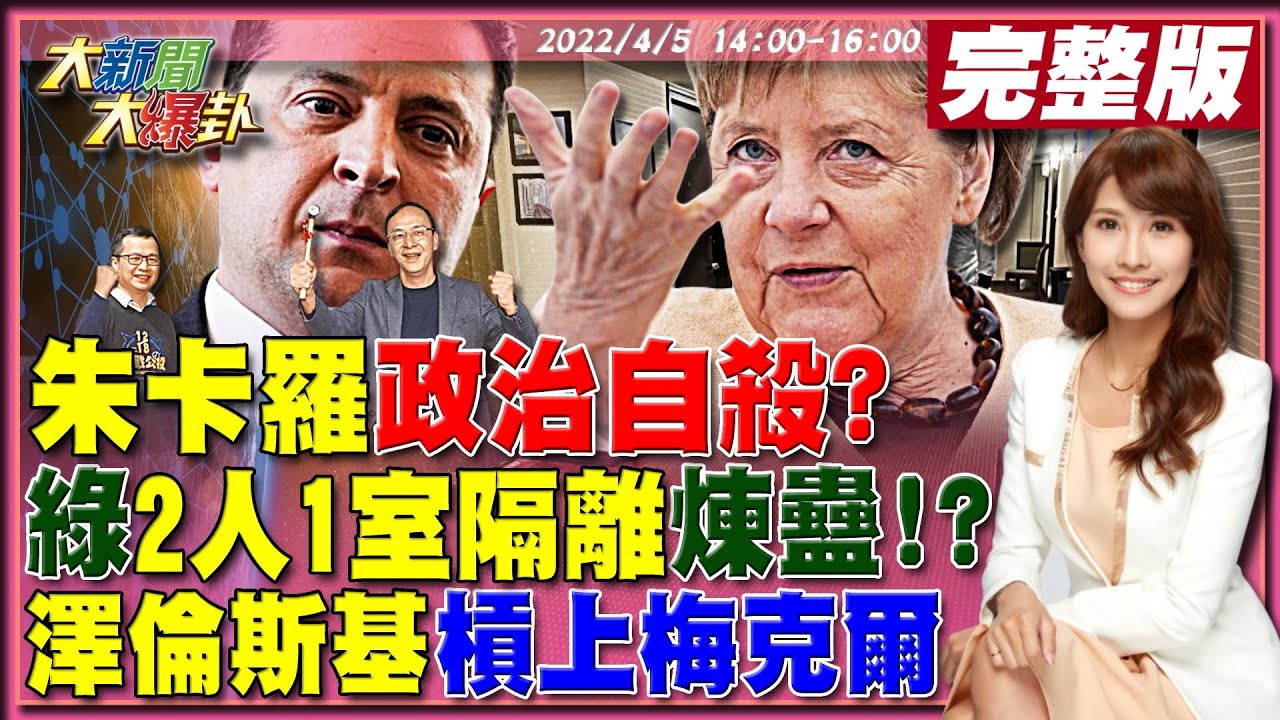 大新聞
大爆卦
2022/4/5 14:00-16:00
完整版
朱卡羅政治自殺?
綠2人1室隔離煉蠱!?
澤倫斯基槓上梅克爾